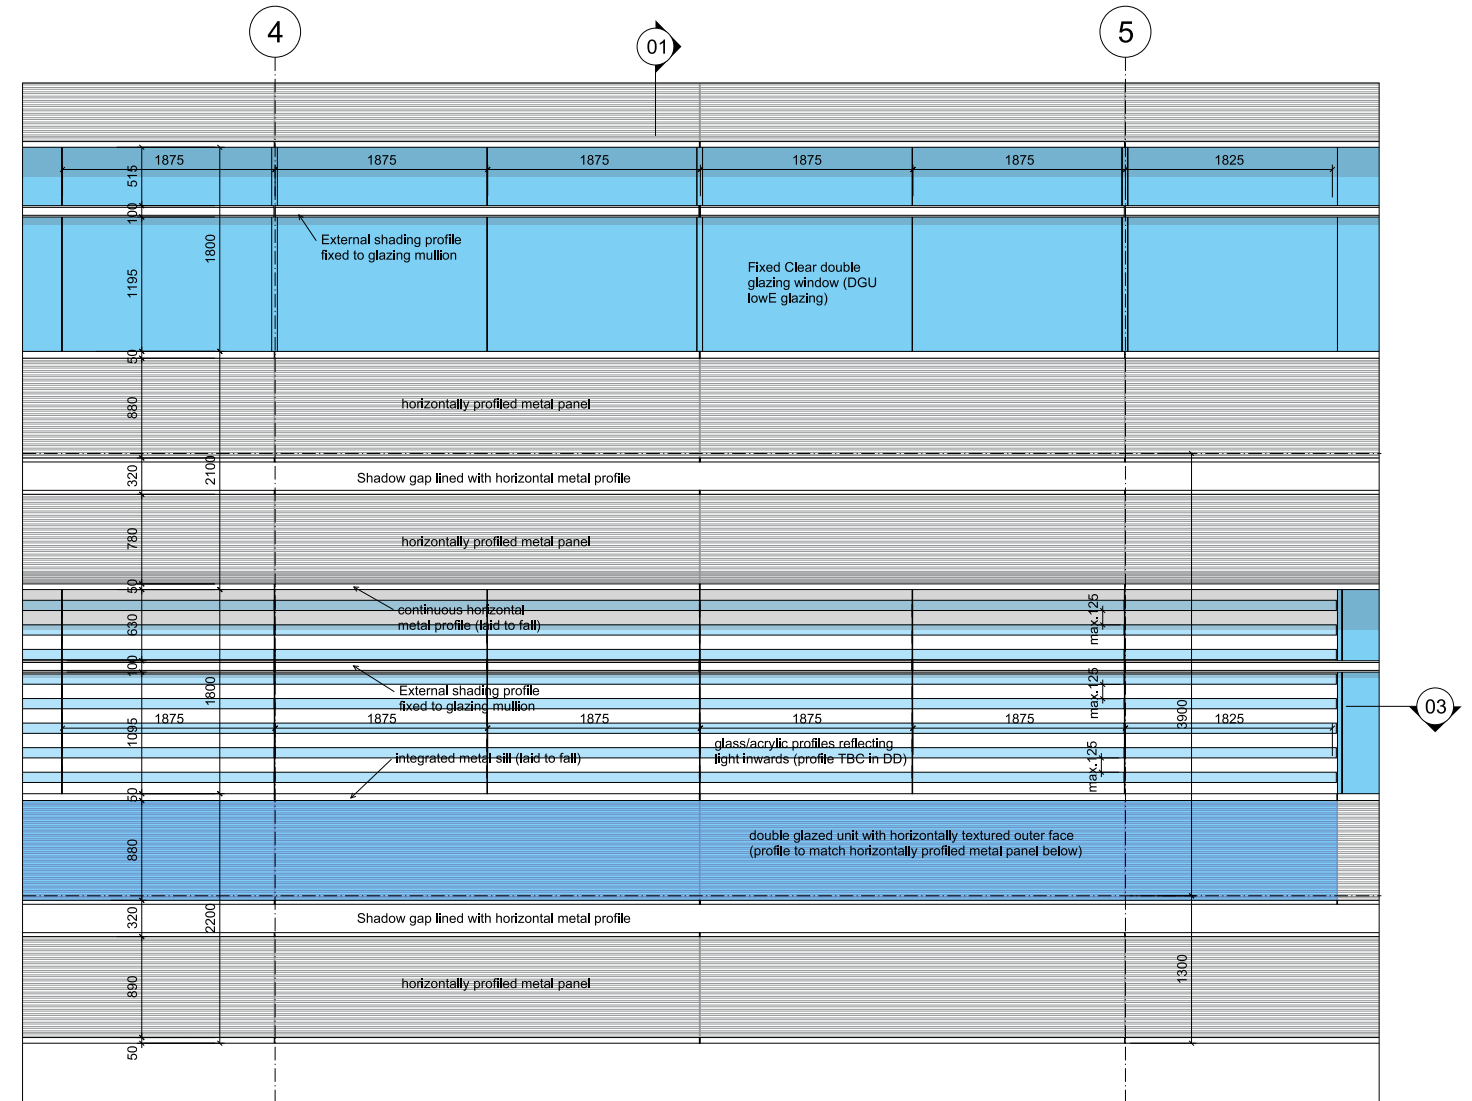 4
01
5
1875 1875 1875 1875 1875 1825
515
100
1800
External shading profile
fixed to glazing mullion
Fixed Clear double
glazing window (DGU
lowE glazing)
1195
50
880
horizontally profiled metal panel
2100
320
Shadow gap lined with horizontal metal profile
780
horizontally profiled metal panel
50
continuous horizontal
metal profile (laid to fall)
max.125
630
100
External shading profile
fixed to glazing mullion
max.125
1800
3900
03
1875 1875 1875 1875 1875 1825
1095
glass/acrylic profiles reflecting
light inwards (profile TBC in DD)
integrated metal sill (laid to fall)
max.125
50
double glazed unit with horizontally textured outer face
(profile to match horizontally profiled metal panel below)
880
320
2200
Shadow gap lined with horizontal metal profile
1300
890
horizontally profiled metal panel
50